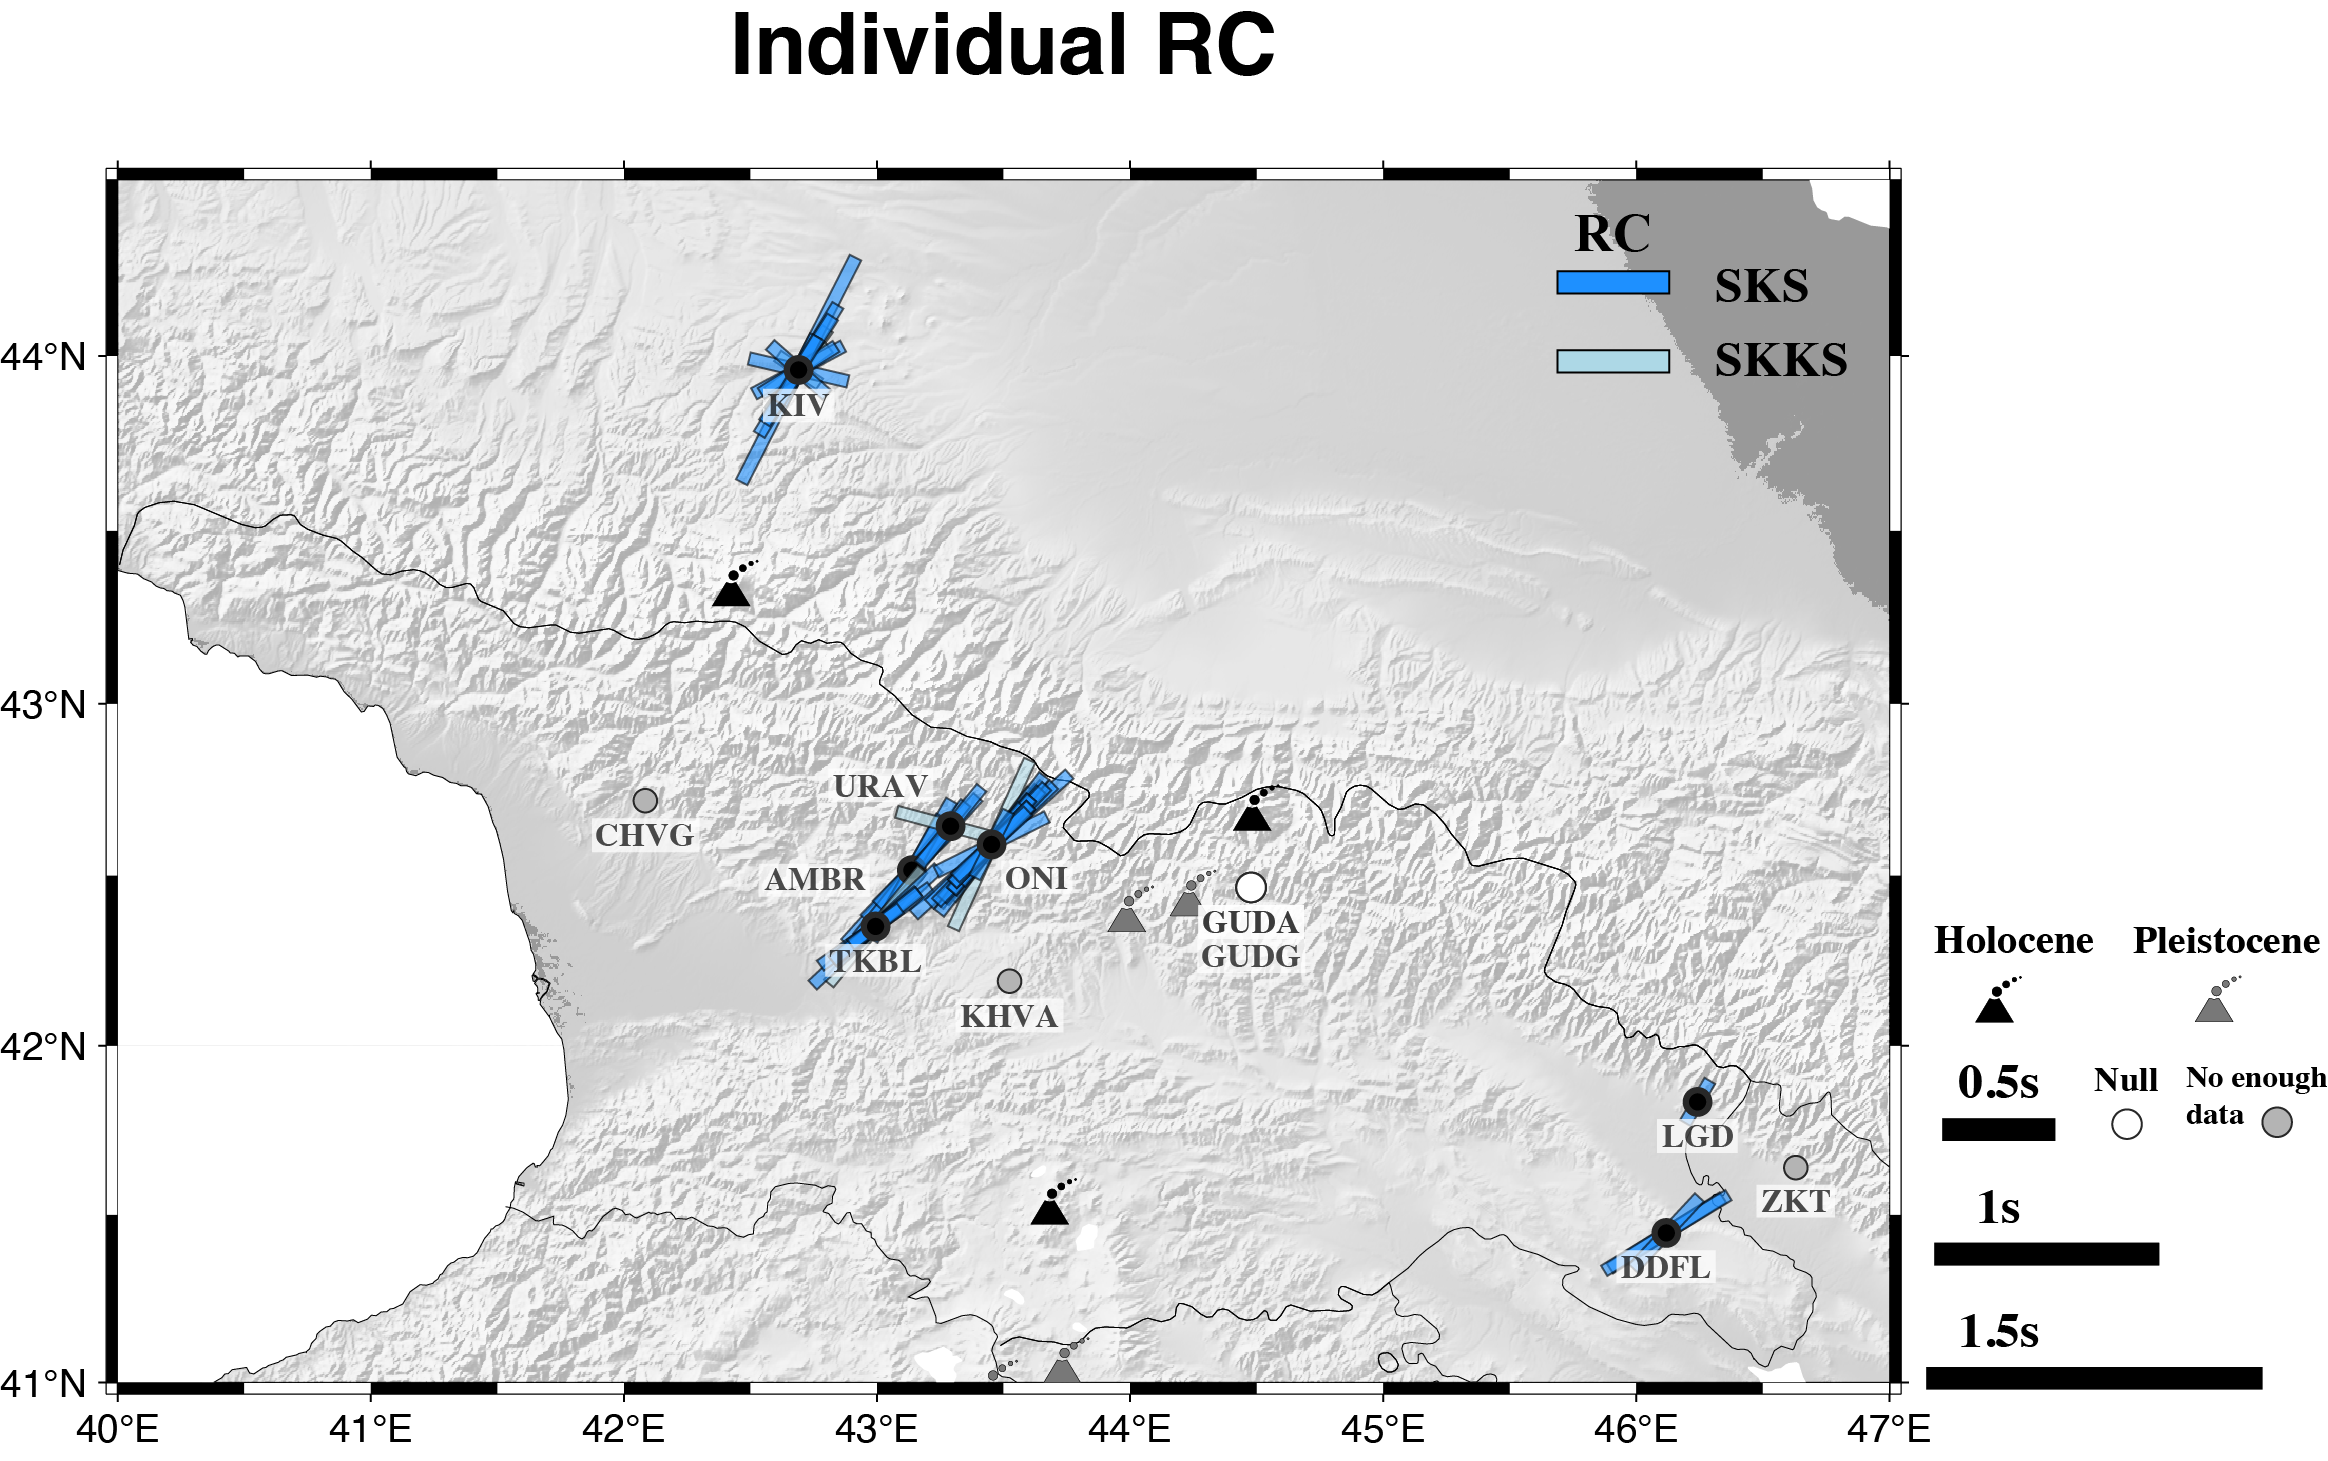 Individual RC
RC
SKS
SKKS
44°N
43°N
42°N
41°N
KIV
URAV
CHVG
AMBR
ONI
GUDA
GUDG
TKBL
KHVA
LGD
ZKT
DDFL
40°E 41°E 42°E 43°E 44°E 45°E 46°E 47°E
Holocene Pleistocene
0.5s Null No enough
data
1s
1.5s